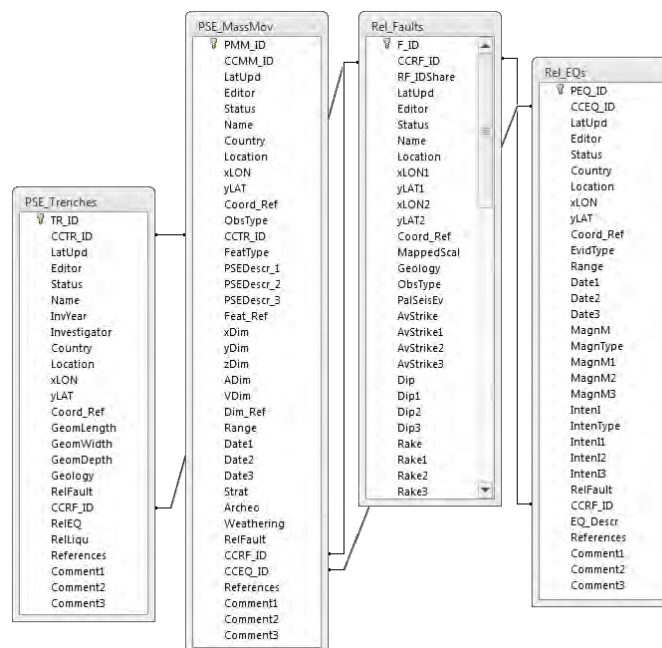 PSE_Trenches
TR_ID
CCTR_ID
LatUpd
Editor
Status
Name
InvYear
Investigator
Country
Location
xLON
yLAT
Coord_Ref
GeomLength
GeomWidth
GeomDepth
Geology
RelFault
CCRF_ID
RelEQ
RelLiqu
References
Comment1
Comment2
Comment3
PSE_MassMov
PMM_ID
CCMM_ID
LatUpd
Editor
Status
Name
Country
Location
xLON
yLAT
Coord_Ref
ObsType
CCTR_ID
FeatType
PSEDescr_1
PSEDescr_2
PSEDescr_3
Feat_Ref
xDim
yDim
zDim
ADim
VDim
Dim_Ref
Range
Date1
Date2
Date3
Strat
Archeo
Weathering
RelFault
CCRF_ID
CCEQ_ID
References
Comment1
Comment2
Comment3
Rel_Faults
F_ID
CCRF_ID
RF_IDShare
LatUpd
Editor
Status
Name
Location
xLON1
yLAT1
xLON2
yLAT2
Coord_Ref
MappedScal
Geology
ObsType
PalSeisEv
AvStrike
AvStrike1
AvStrike2
AvStrike3
Dip
Dip1
Dip2
Dip3
Rake
Rake1
Rake2
Rake3
Rel_EQs
PEQ_ID
CCEQ_ID
LatUpd
Editor
Status
Country
Location
xLON
yLAT
Coord_Ref
EvidType
Range
Date1
Date2
Date3
MagnM
MagnType
MagnM1
MagnM2
MagnM3
IntenI
IntenType
IntenI1
IntenI2
IntenI3
RelFault
CCRF_ID
EQ_Descr
References
Comment1
Comment2
Comment3